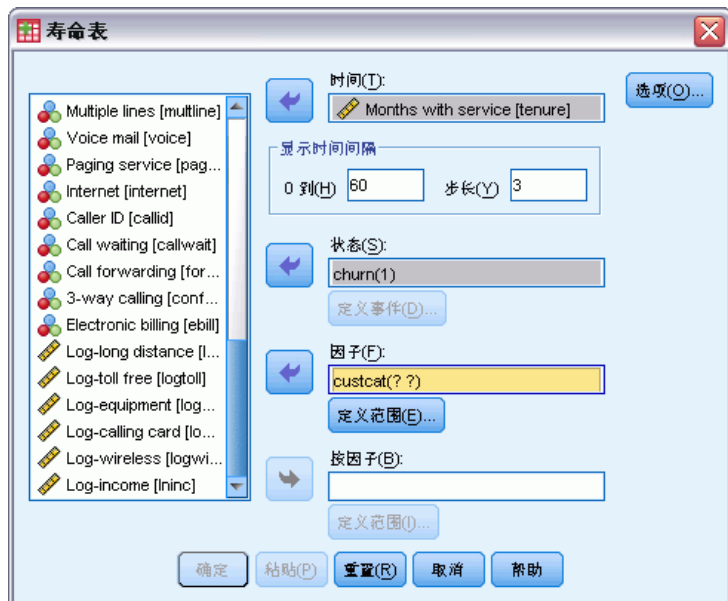 寿命表
Multiple lines [multline]
Voice mail [voice]
Paging service [pag...
Internet [internet]
Caller ID [callid]
Call waiting [callwait]
Call forwarding [for...
3-way calling [conf...
Electronic billing [ebill]
Log-long distance [l...
Log-toll free [logtoll]
Log-equipment [log...
Log-calling card [lo...
Log-wireless [logwi...
Log-income [lninc]
时间(T):
Months with service [tenure]
选项(O)...
显示时间间隔
0 到(H) 60 步长(Y) 3
状态(S):
churn(1)
定义事件(D)...
因子(F):
custcat(? ?)
定义范围(E)...
按因子(B):
定义范围(I)...
确定 粘贴(P) 重置(R) 取消 帮助